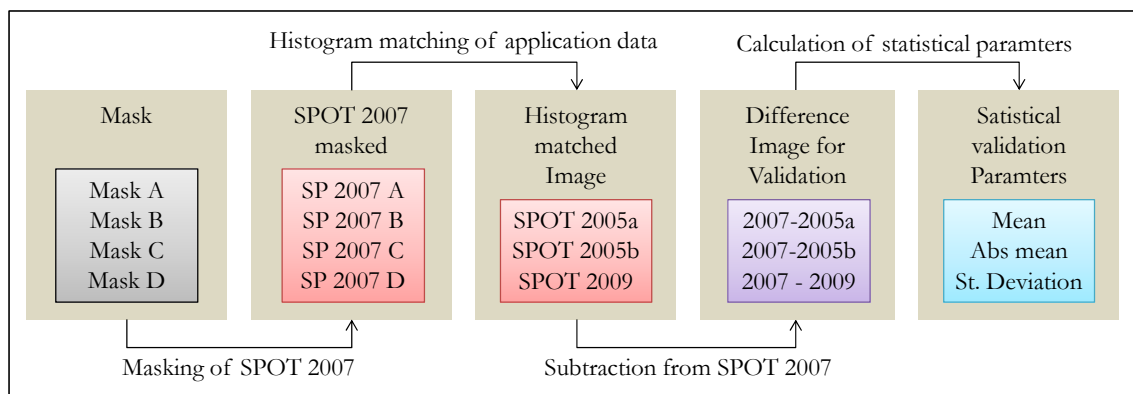 Histogram matching of application data
Calculation of statistical paramters
Mask
Mask A
Mask B
Mask C
Mask D
SPOT 2007
masked
SP 2007 A
SP 2007 B
SP 2007 C
SP 2007 D
Histogram
matched
Image
SPOT 2005a
SPOT 2005b
SPOT 2009
Difference
Image for
Validation
2007-2005a
2007-2005b
2007 - 2009
Satistical
validation
Paramters
Mean
Abs mean
St. Deviation
Masking of SPOT 2007
Subtraction from SPOT 2007